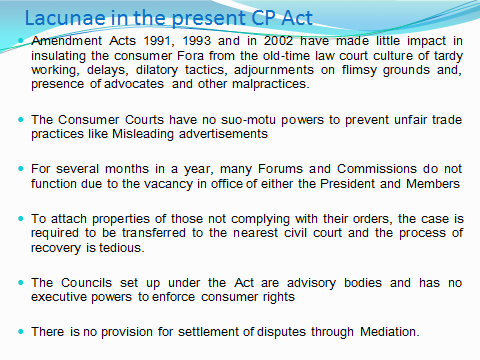 Lacunae in the present CP Act
Amendment Acts 1991, 1993 and in 2002 have made little impact in
insulating the consumer Fora from the old-time law court culture of tardy
working, delays, dilatory tactics, adjournments on flimsy grounds and,
presence of advocates and other malpractices.
The Consumer Courts have no suo-motu powers to prevent unfair trade
practices like Misleading advertisements
For several months in a year, many Forums and Commissions do not
function due to the vacancy in office of either the President and Members
To attach properties of those not complying with their orders, the case is
required to be transferred to the nearest civil court and the process of
recovery is tedious.
The Councils set up under the Act are advisory bodies and has no
executive powers to enforce consumer rights
There is no provision for settlement of disputes through Mediation.